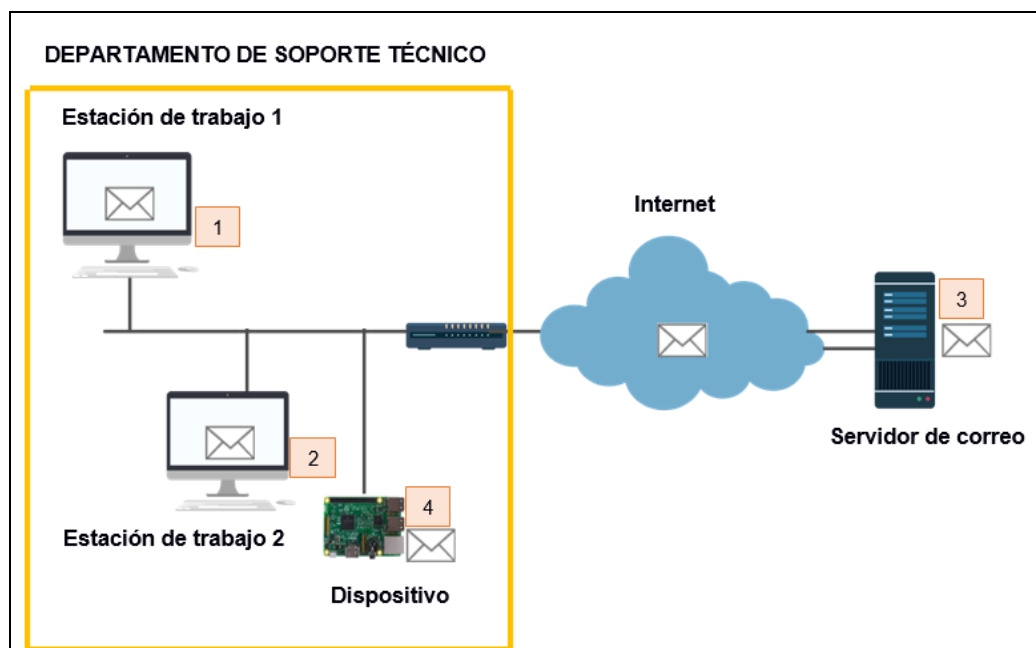 DEPARTAMENTO DE SOPORTE TÉCNICO
Estación de trabajo 1
1
Internet
3
Servidor de correo
2
4
Estación de trabajo 2
Dispositivo